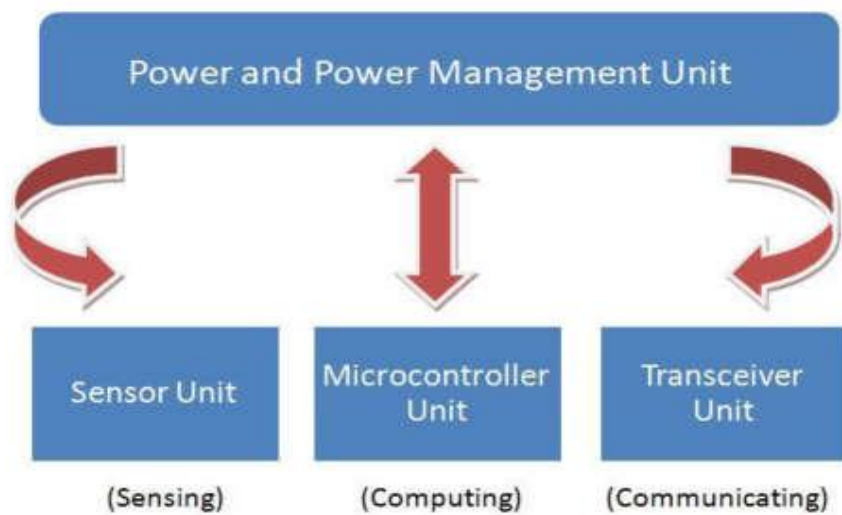 Power and Power Management Unit
Sensor Unit
Microcontroller
Unit
Transceiver
Unit
(Sensing)
(Computing)
(Communicating)